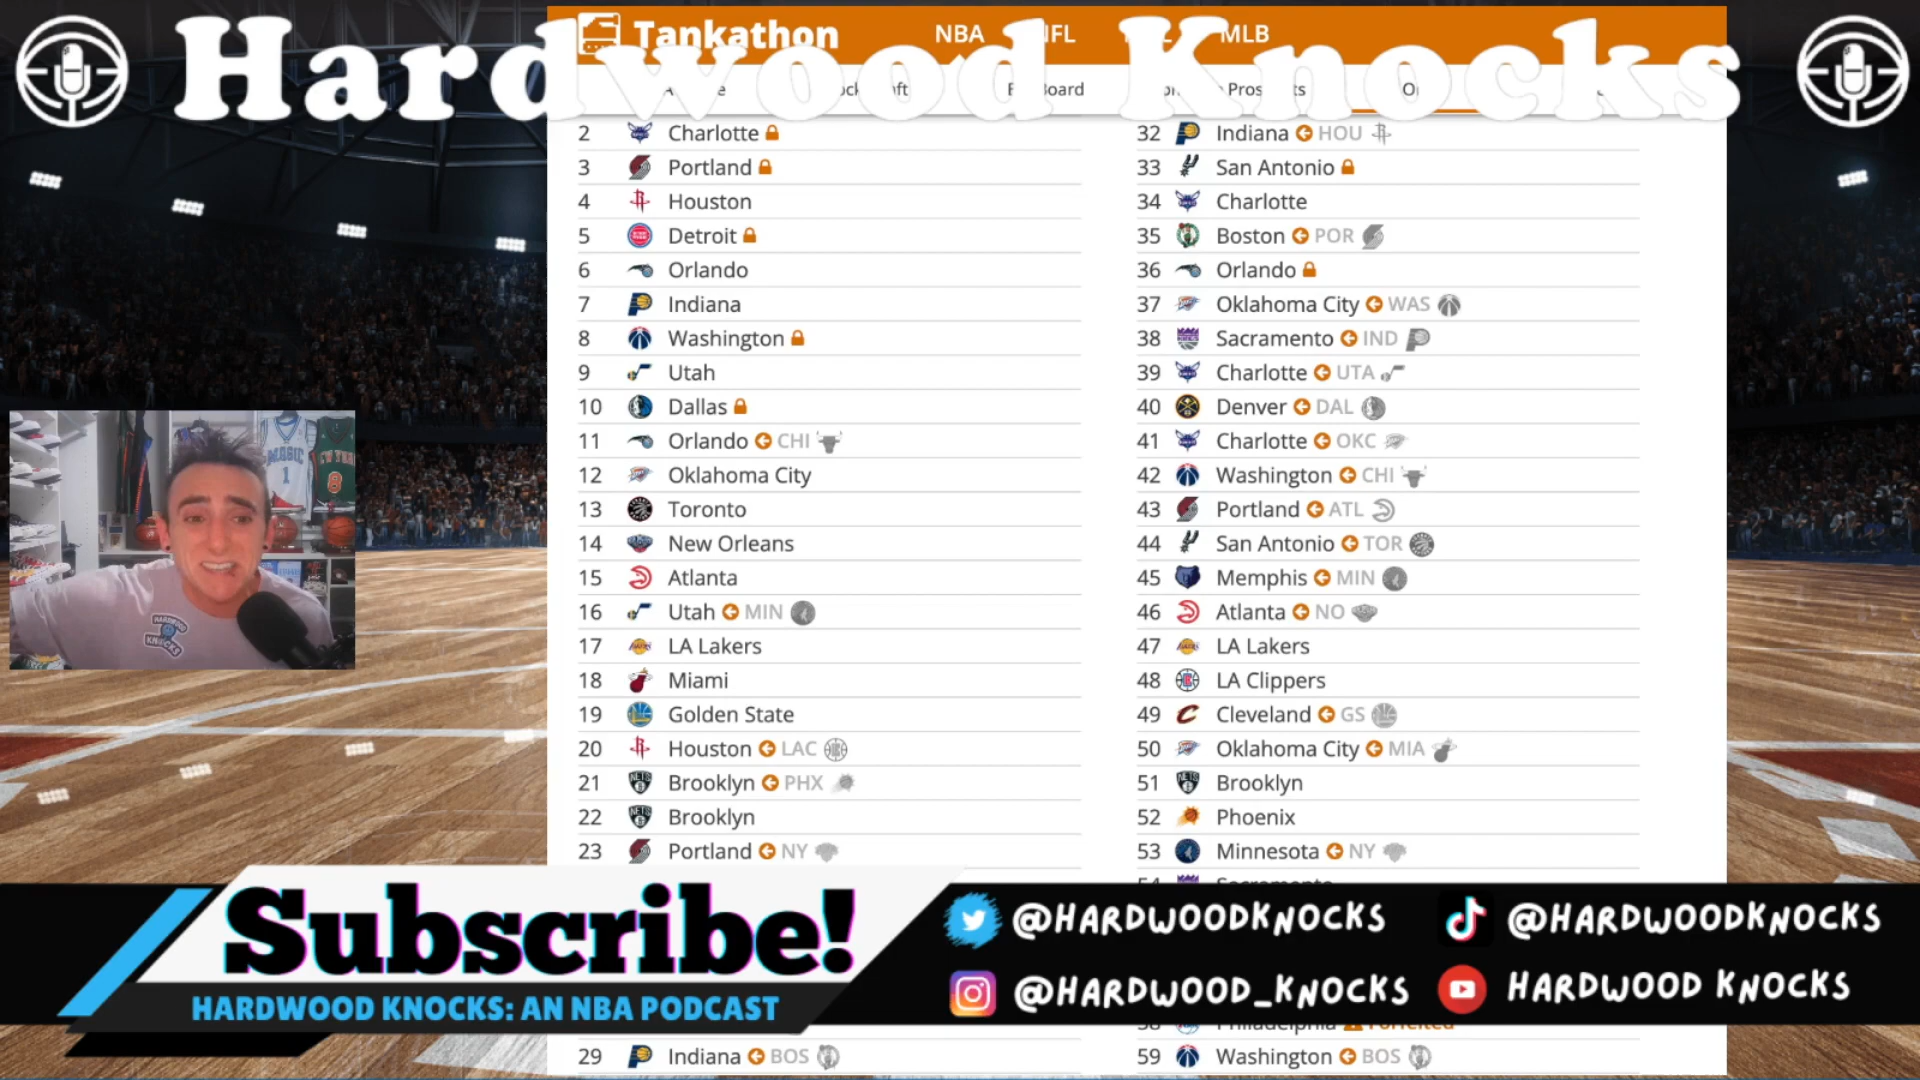 Hardwood Knocks
Tankathon NBA MLB
2 Charlotte
3 Portland
4 Houston
5 Detroit
6 Orlando
7 Indiana
8 Washington
9 Utah
10 Dallas
11 Orlando CHI
12 Oklahoma City
13 Toronto
14 New Orleans
15 Atlanta
16 Utah MIN
17 LA Lakers
18 Miami
19 Golden State
20 Houston LAC
21 Brooklyn PHX
22 Brooklyn
23 Portland NY
29 Indiana BOS
32 Indiana HOU
33 San Antonio
34 Charlotte
35 Boston POR
36 Orlando
37 Oklahoma City WAS
38 Sacramento IND
39 Charlotte UTA
40 Denver DAL
41 Charlotte OKC
42 Washington CHI
43 Portland ATL
44 San Antonio TOR
45 Memphis MIN
46 Atlanta NO
47 LA Lakers
48 LA Clippers
49 Cleveland GS
50 Oklahoma City MIA
51 Brooklyn
52 Phoenix
53 Minnesota NY
59 Washington BOS
MAGIC
1
8
HARDWOOD
KNOCKS
Subscribe!
HARDWOOD KNOCKS: AN NBA PODCAST
@HARDWOODKNOCKS @HARDWOODKNOCKS
@HARDWOOD_KNOCKS HARDWOOD KNOCKS